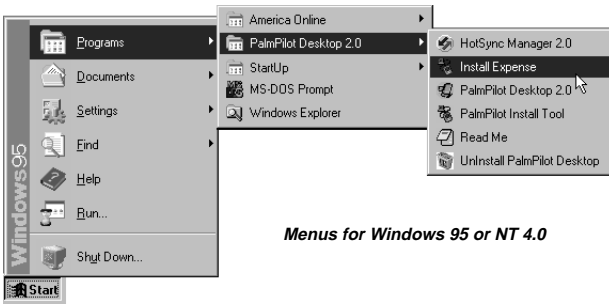 Windows95
Programs
Documents
Settings
Find
Help
Run...
Shut Down...
Start
America Online
PalmPilot Desktop 2.0
StartUp
MS-DOS Prompt
Windows Explorer
HotSync Manager 2.0
Install Expense
PalmPilot Desktop 2.0
PalmPilot Install Tool
Read Me
UnInstall PalmPilot Desktop
Menus for Windows 95 or NT 4.0